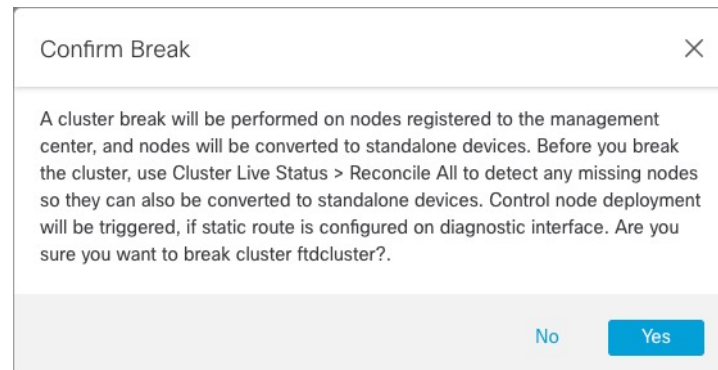 Confirm Break
A cluster break will be performed on nodes registered to the management
center, and nodes will be converted to standalone devices. Before you break
the cluster, use Cluster Live Status > Reconcile All to detect any missing nodes
so they can also be converted to standalone devices. Control node deployment
will be triggered, if static route is configured on diagnostic interface. Are you
sure you want to break cluster ftdcluster?.
No
Yes